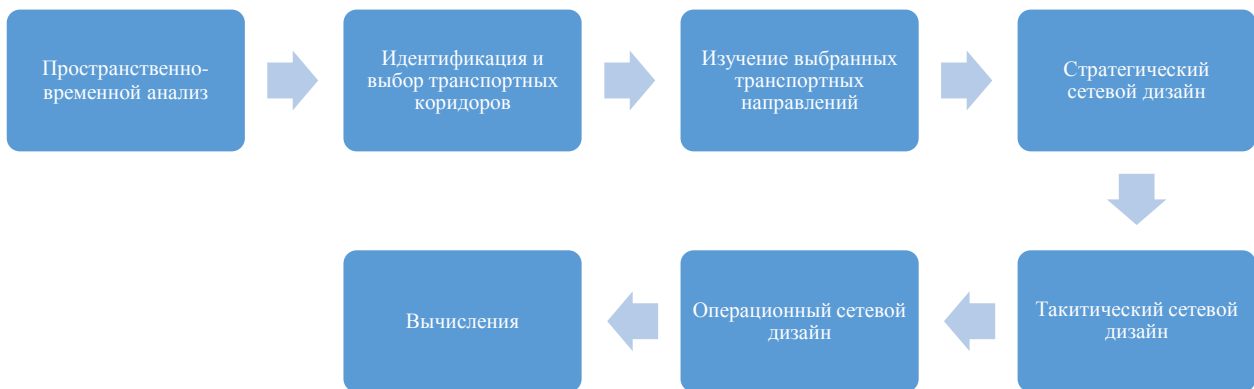 Пространственно-
временной анализ
Идентификация и
выбор транспортных
коридоров
Изучение выбранных
транспортных
направлений
Стратегический
сетевой дизайн
Такитический сетевой
дизайн
Операционный сетевой
дизайн
Вычисления